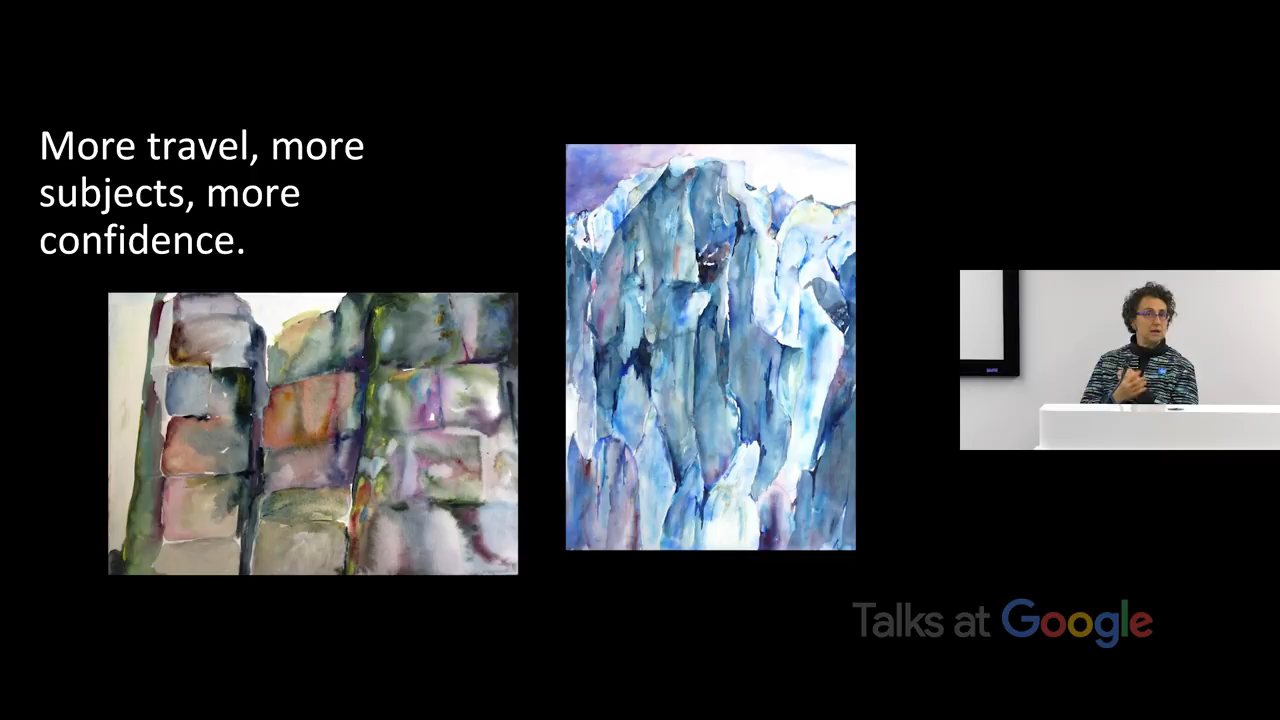 More travel, more
subjects, more
confidence.
Talks at Google